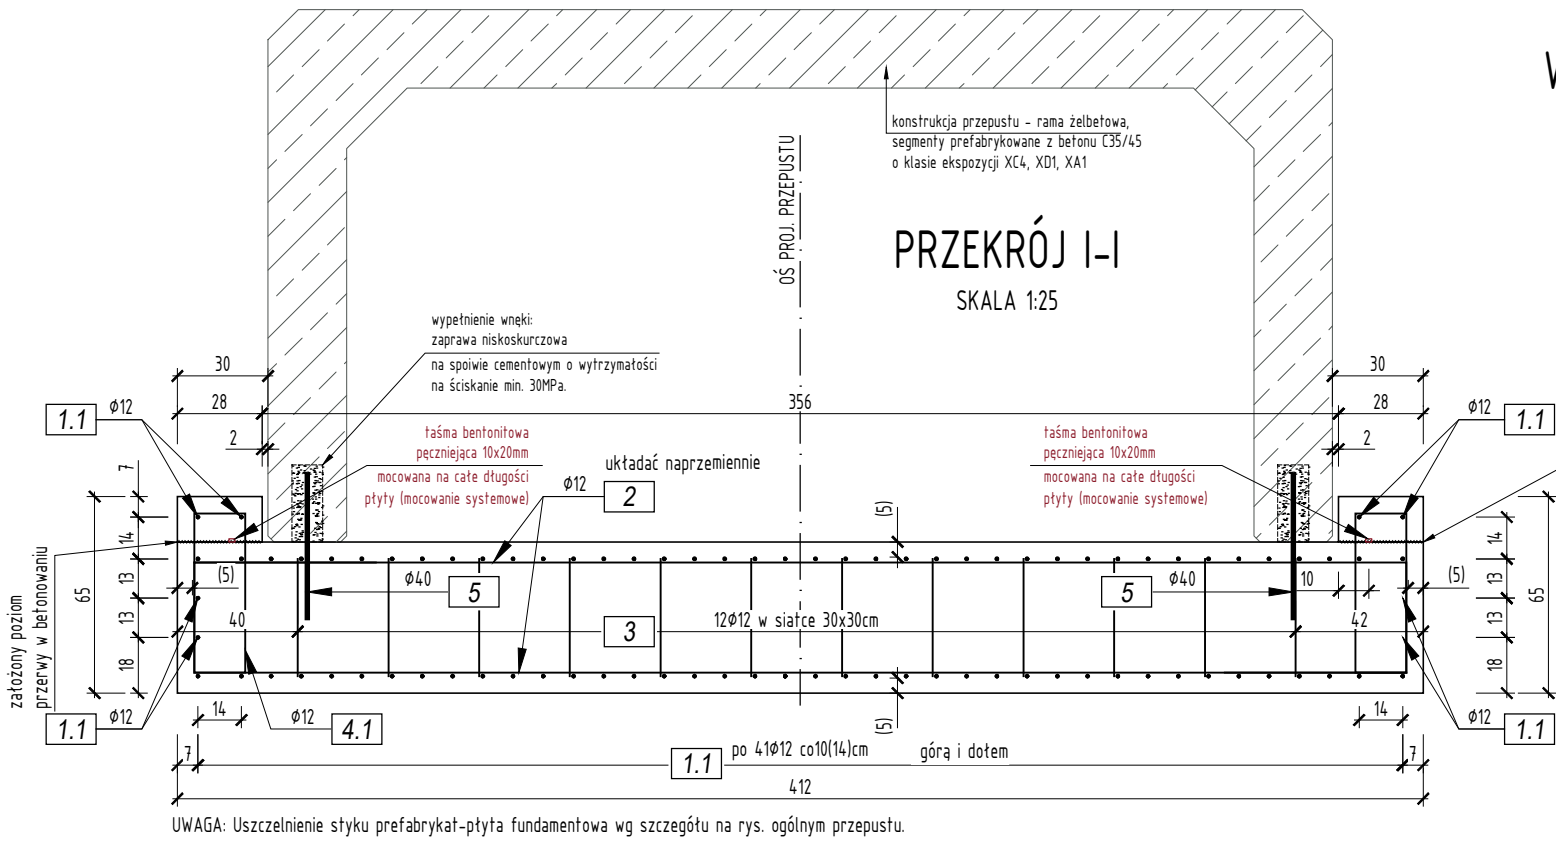 konstrukcja przepustu - rama żelbetowa,
segmenty prefabrykowane z betonu C35/45
o klasie ekspozycji XC4, XD1, XA1
OŚ PROJ. PRZEPUSTU
PRZEKRÓJ I-I
SKALA 1:25
wypełnienie wnęki:
zaprawa niskoskurczowa
na spoiwie cementowym o wytrzymałości
na ściskanie min. 30MPa.
30
30
28
356
28
2
2
1.1
ϕ12
ϕ12
1.1
taśma bentonitowa
pęczniejąca 10x20mm
mocowana na całe długości
płyty (mocowanie systemowe)
taśma bentonitowa
pęczniejąca 10x20mm
mocowana na całe długości
płyty (mocowanie systemowe)
układać naprzemiennie
ϕ12
2
7
14
13
13
18
65
(5)
14
13
13
18
65
założony poziom
przerwy w betonowaniu
(5)
ϕ40
5
5
ϕ40
10
(5)
40
3
12ϕ12 w siatce 30x30cm
42
1.1
ϕ12
14
ϕ12
4.1
(5)
14
ϕ12
1.1
7
1.1
po 41ϕ12 co10(14)cm
górą i dołem
7
412
UWAGA: Uszczelnienie styku prefabrykat-płyta fundamentowa wg szczegółu na rys. ogólnym przepustu.